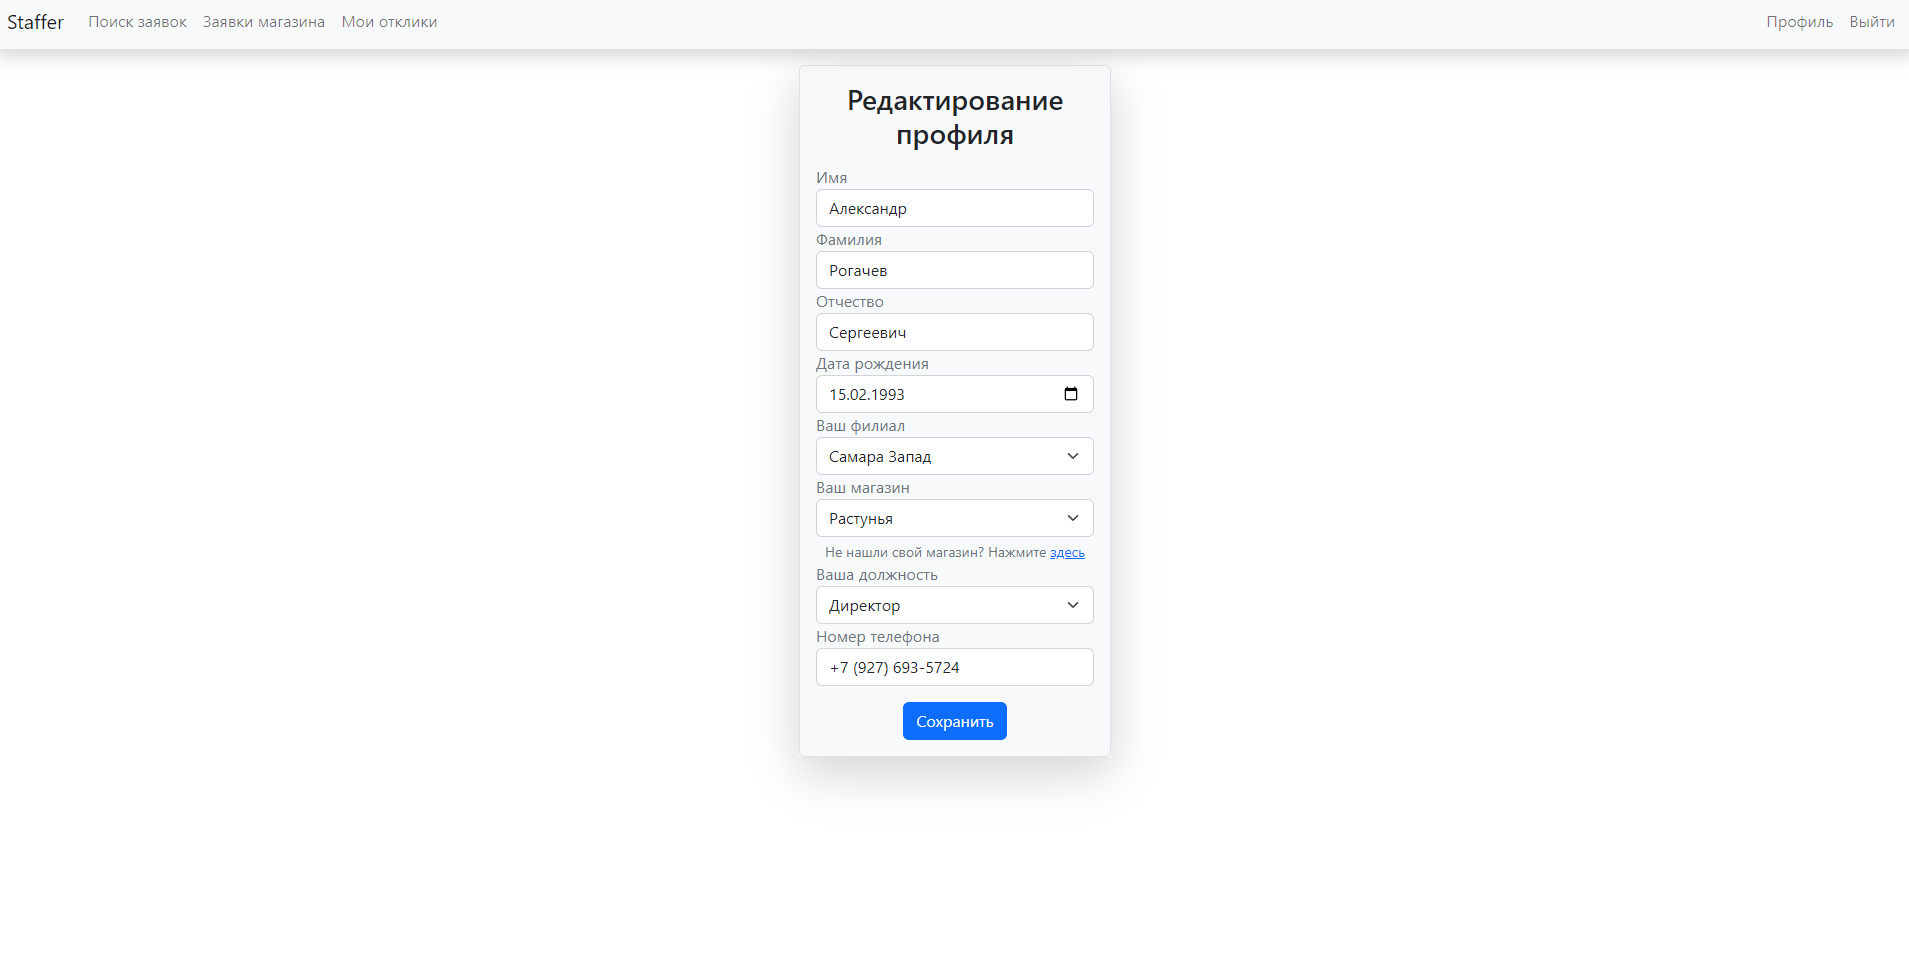 Staffer Поиск заявок Заявки магазина Мои отклики Профиль Выйти
Редактирование
профиля
Имя
Александр
Фамилия
Рогачев
Отчество
Сергеевич
Дата рождения
15.02.1993
Ваш филиал
Самара Запад
Ваш магазин
Растунья
Не нашли свой магазин? Нажмите здесь
Ваша должность
Директор
Номер телефона
+7 (927) 693-5724
Сохранить